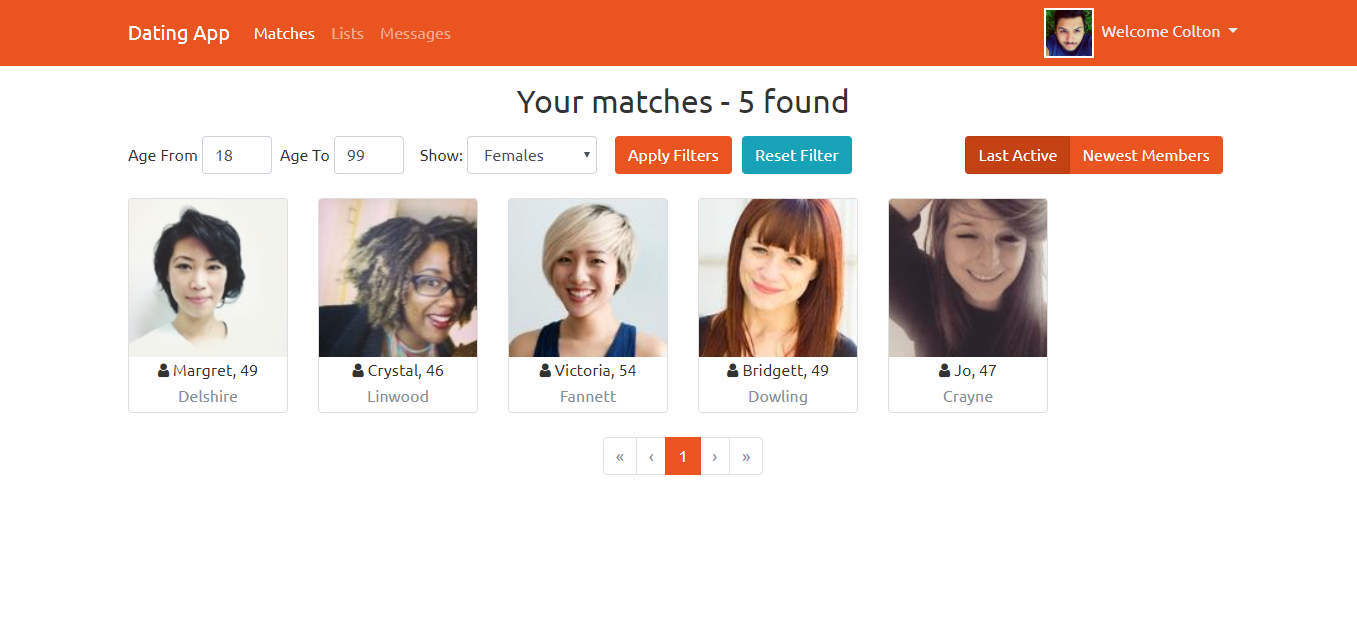 Dating App Matches Lists Messages Welcome Colton
Your matches - 5 found
Age From 18 Age To 99 Show: Females Apply Filters Reset Filter Last Active Newest Members
Margret, 49 Crystal, 46 Victoria, 54 Bridgett, 49 Jo, 47
Delshire Linwood Fannett Dowling Crayne
« ‹ 1 › »